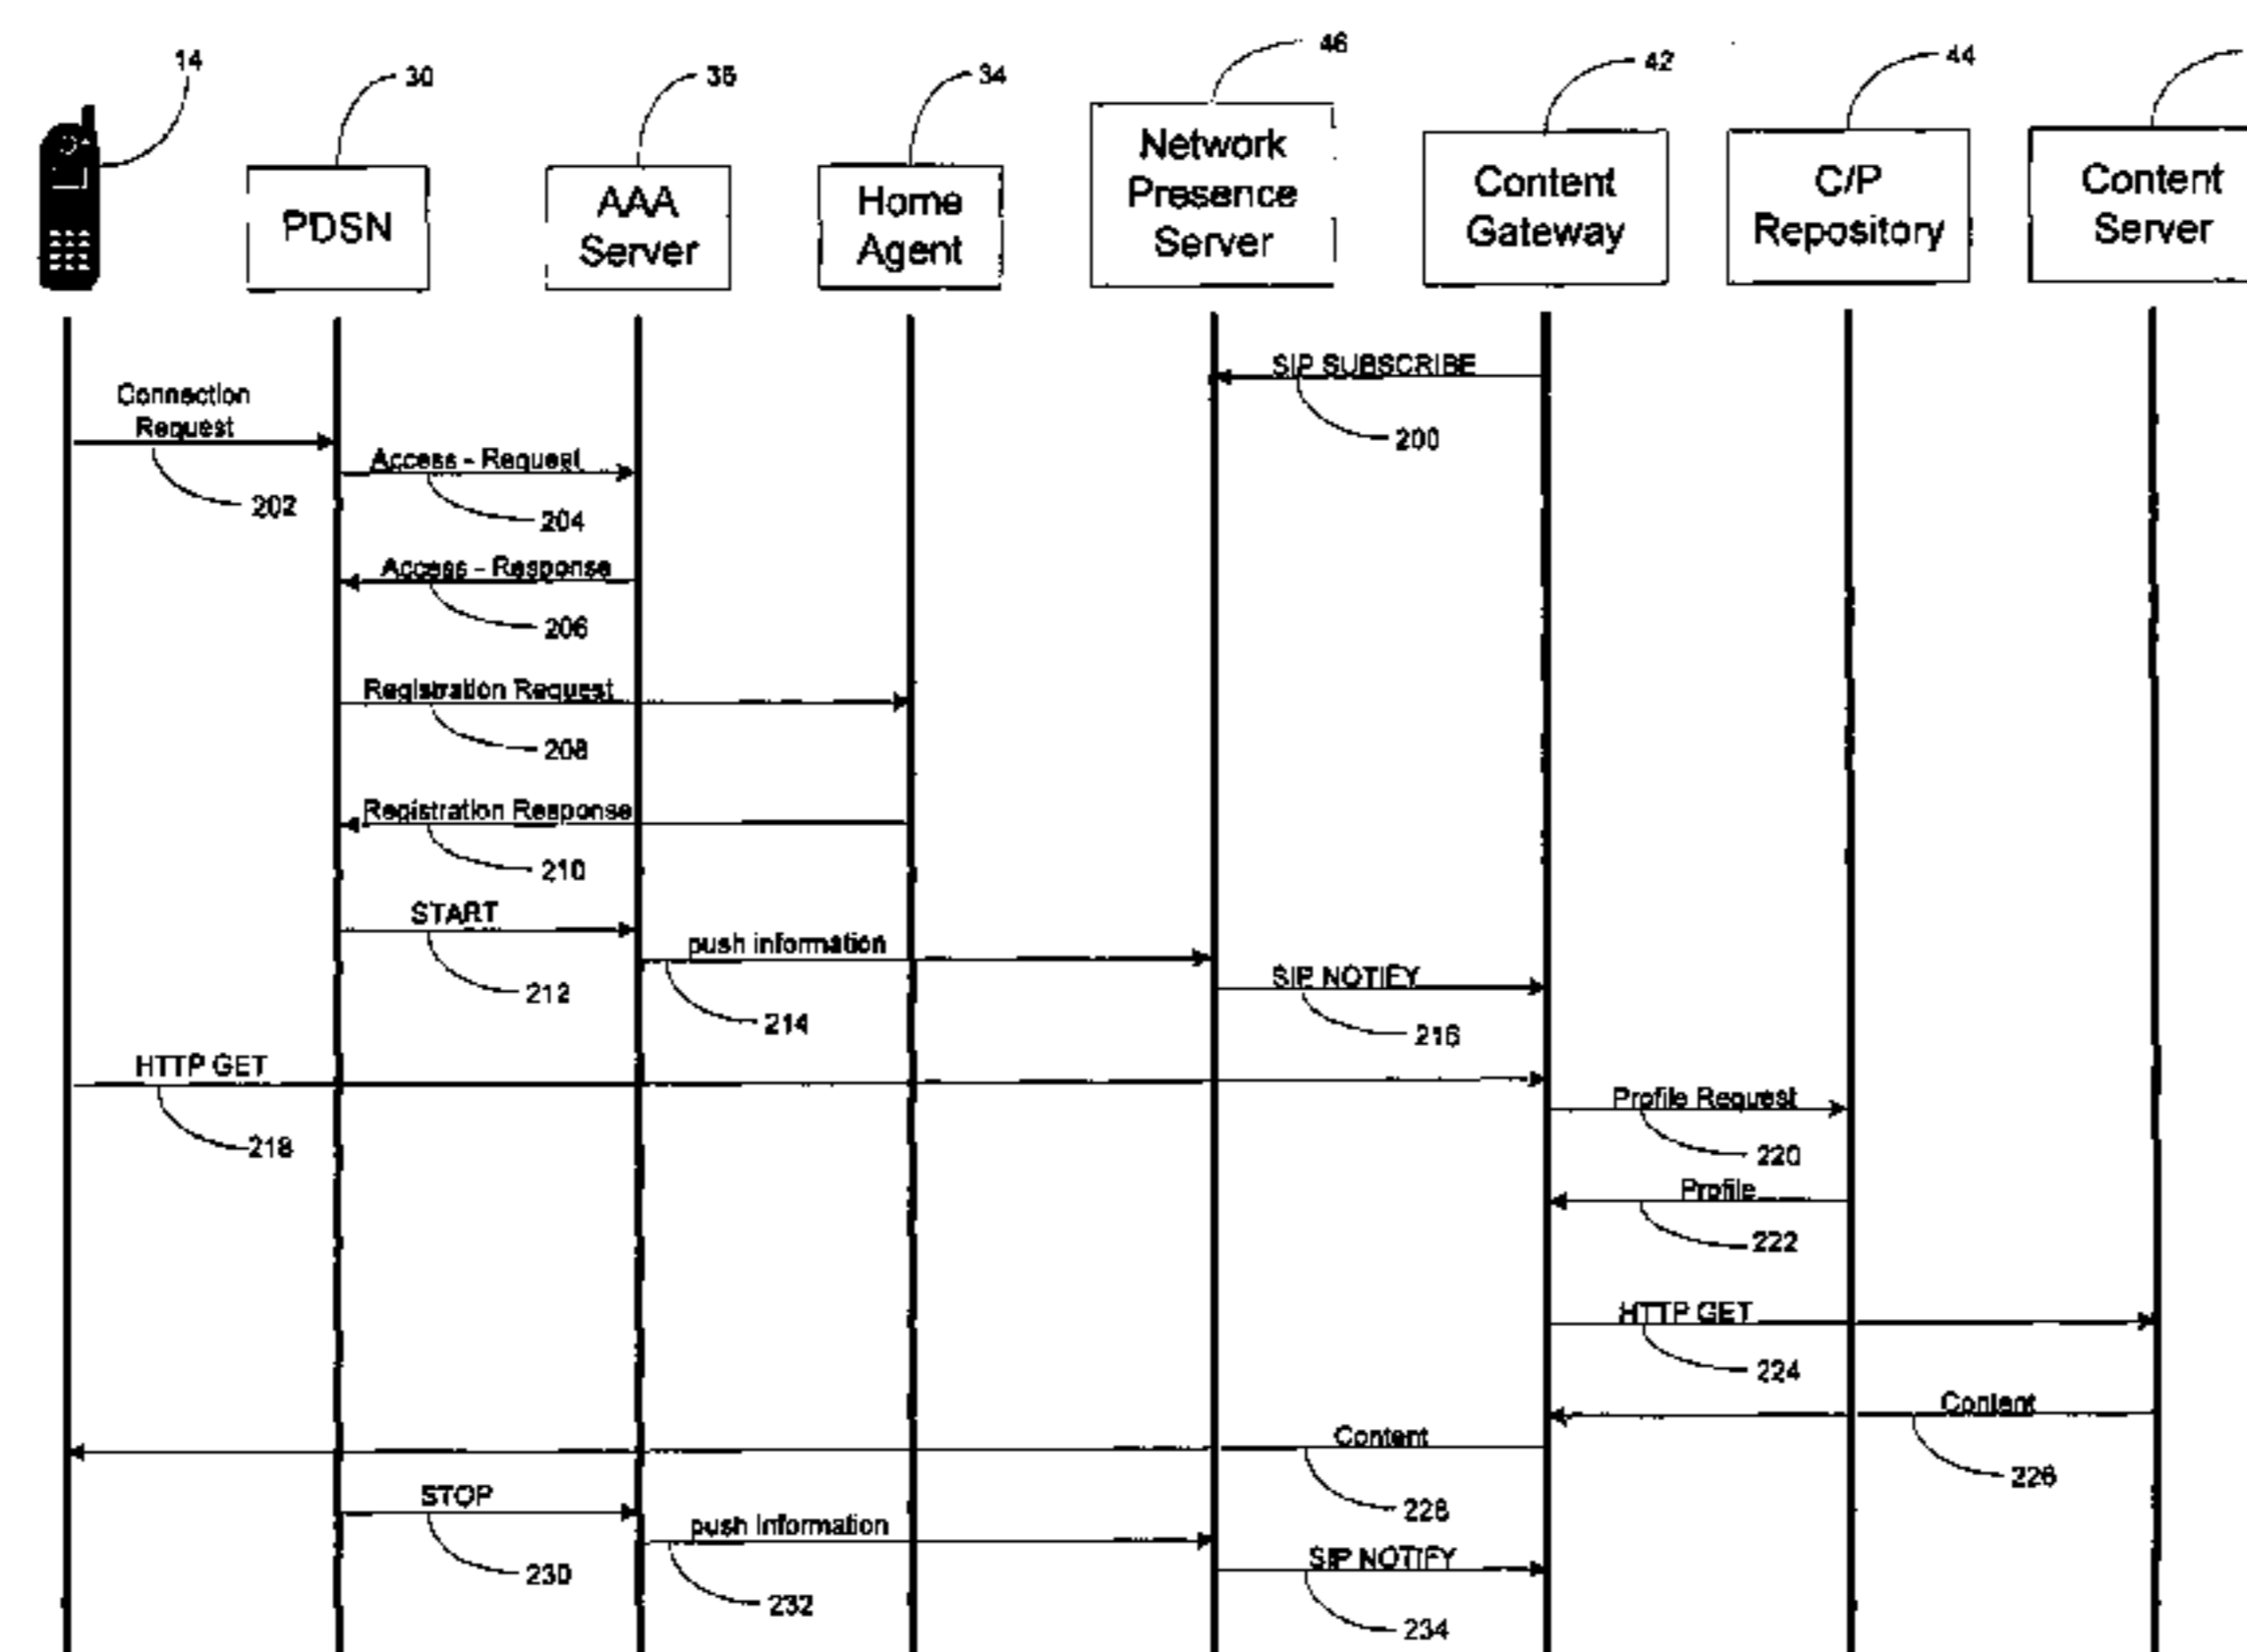 14
30
36
34
46
42
44
PDSN
AAA
Server
Home
Agent
Network
Presence
Server
Content
Gateway
C/P
Repository
Content
Server
SIP SUBSCRIBE
200
Connection
Request
202
Access - Request
204
Access - Response
206
Registration Request
208
Registration Response
210
START
212
push information
214
SIP NOTIFY
216
HTTP GET
218
Profile Request
220
Profile
222
HTTP GET
224
Content
226
Content
228
STOP
230
push information
232
SIP NOTIFY
234